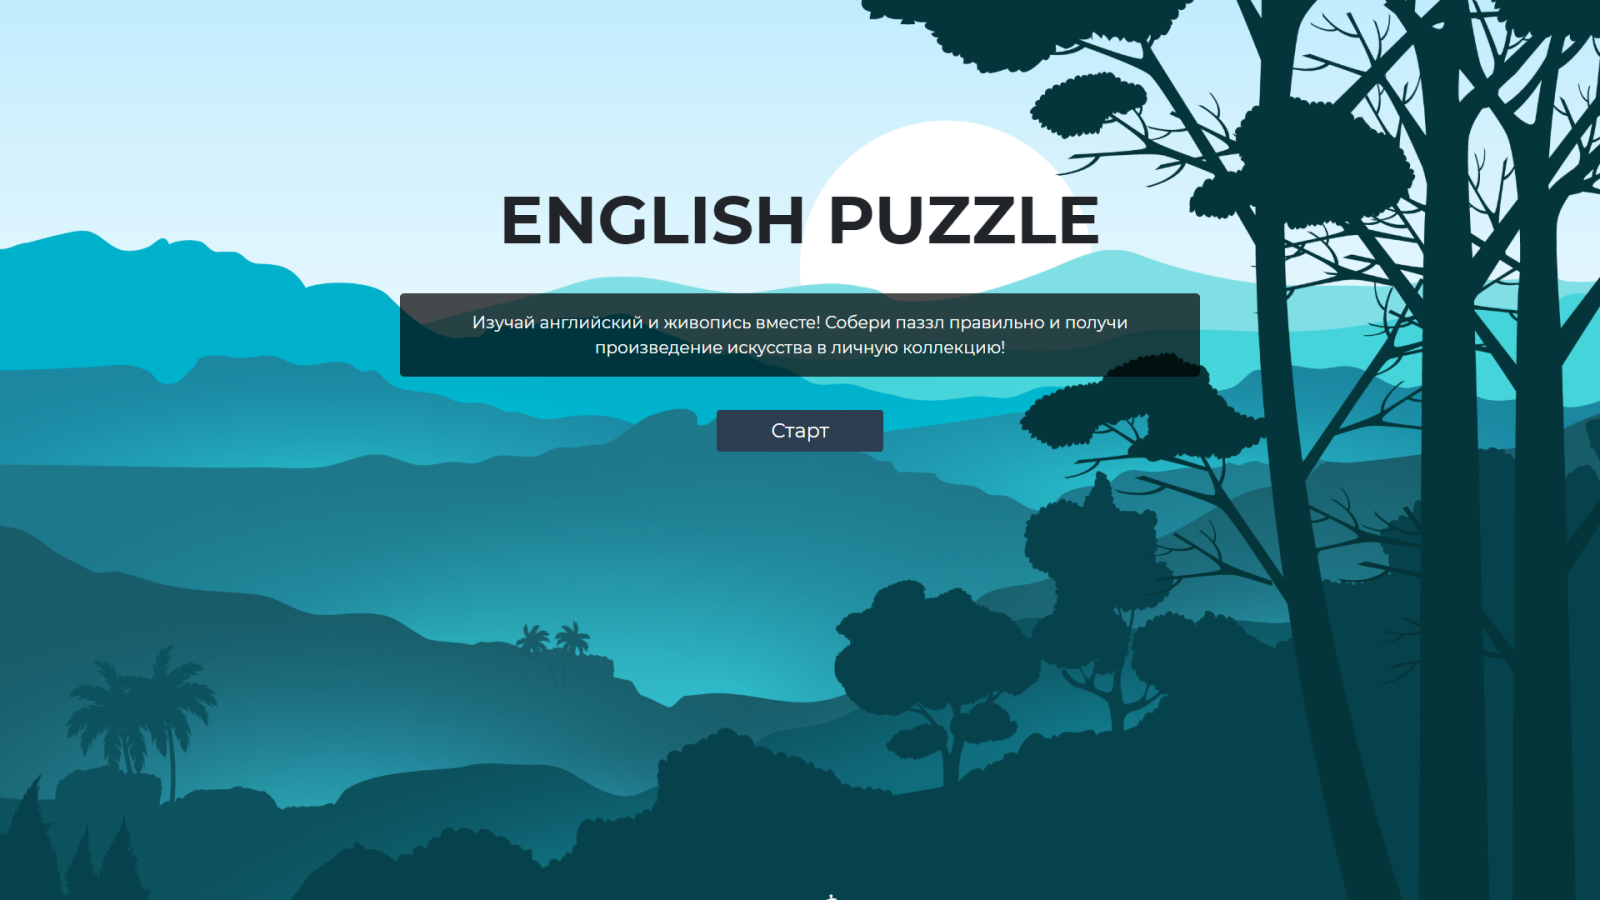 ENGLISH PUZZLE
Изучай английский и живопись вместе! Собери паззл правильно и получи
произведение искусства в личную коллекцию!
Старт